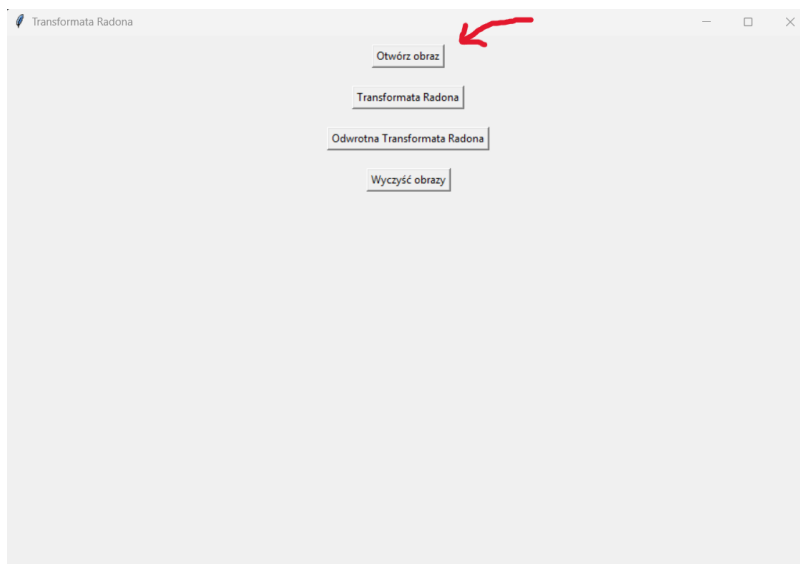 Transformata Radona
Otwórz obraz
Transformata Radona
Odwrotna Transformata Radona
Wyczyść obrazy